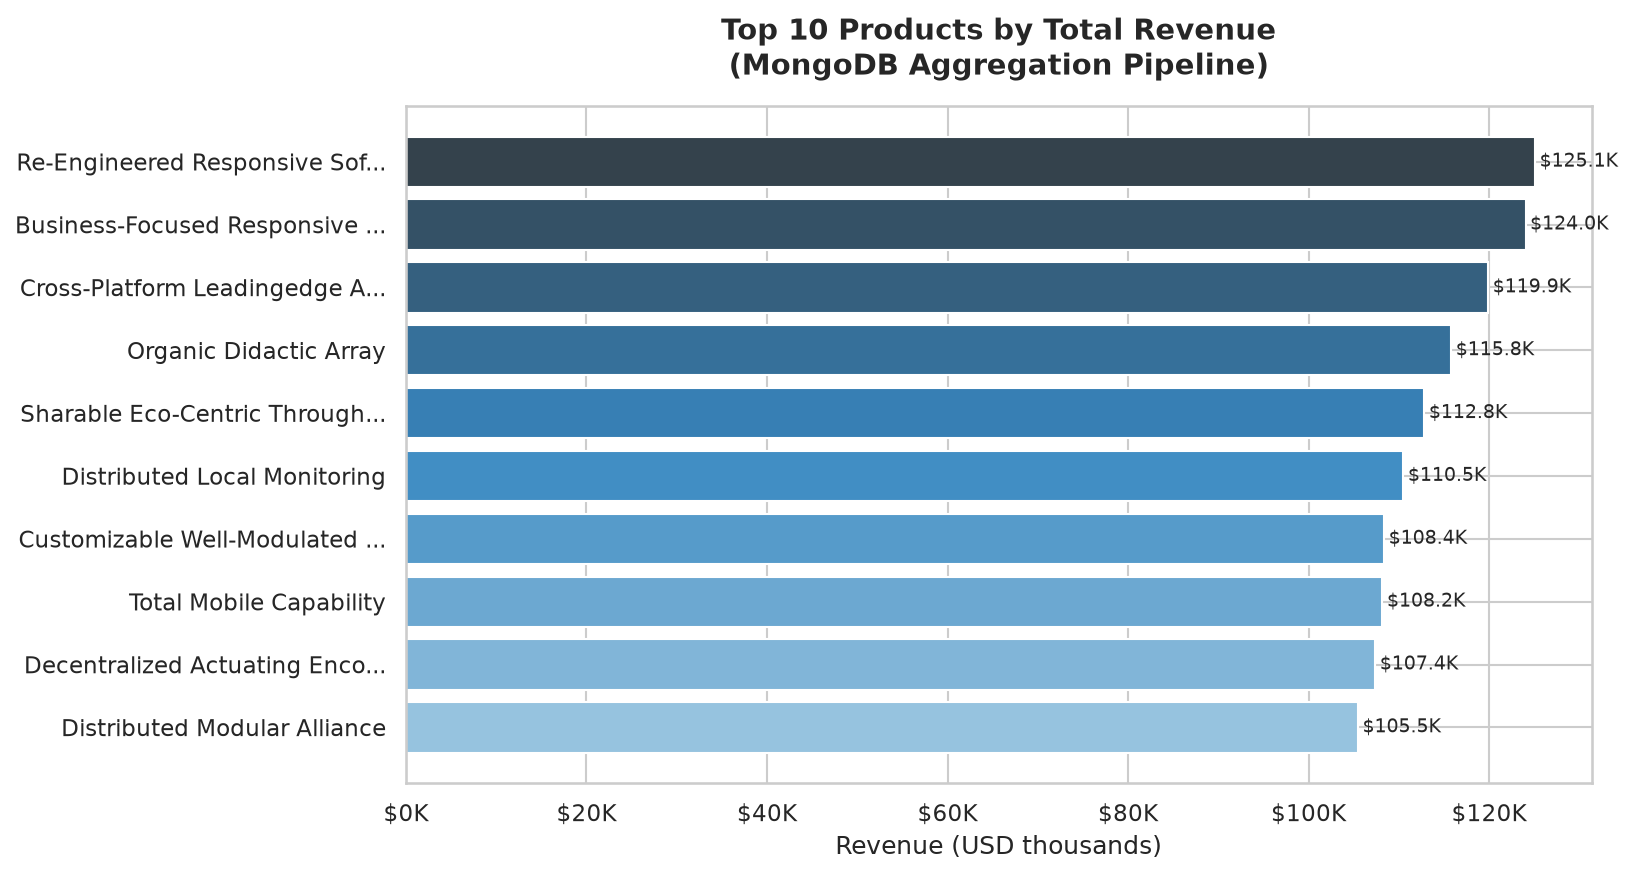 Top 10 Products by Total Revenue
(MongoDB Aggregation Pipeline)
Re-Engineered Responsive Sof... $125.1K
Business-Focused Responsive ... $124.0K
Cross-Platform Leadingedge A... $119.9K
Organic Didactic Array $115.8K
Sharable Eco-Centric Through... $112.8K
Distributed Local Monitoring $110.5K
Customizable Well-Modulated ... $108.4K
Total Mobile Capability $108.2K
Decentralized Actuating Enco... $107.4K
Distributed Modular Alliance $105.5K
$0K $20K $40K $60K $80K $100K $120K
Revenue (USD thousands)